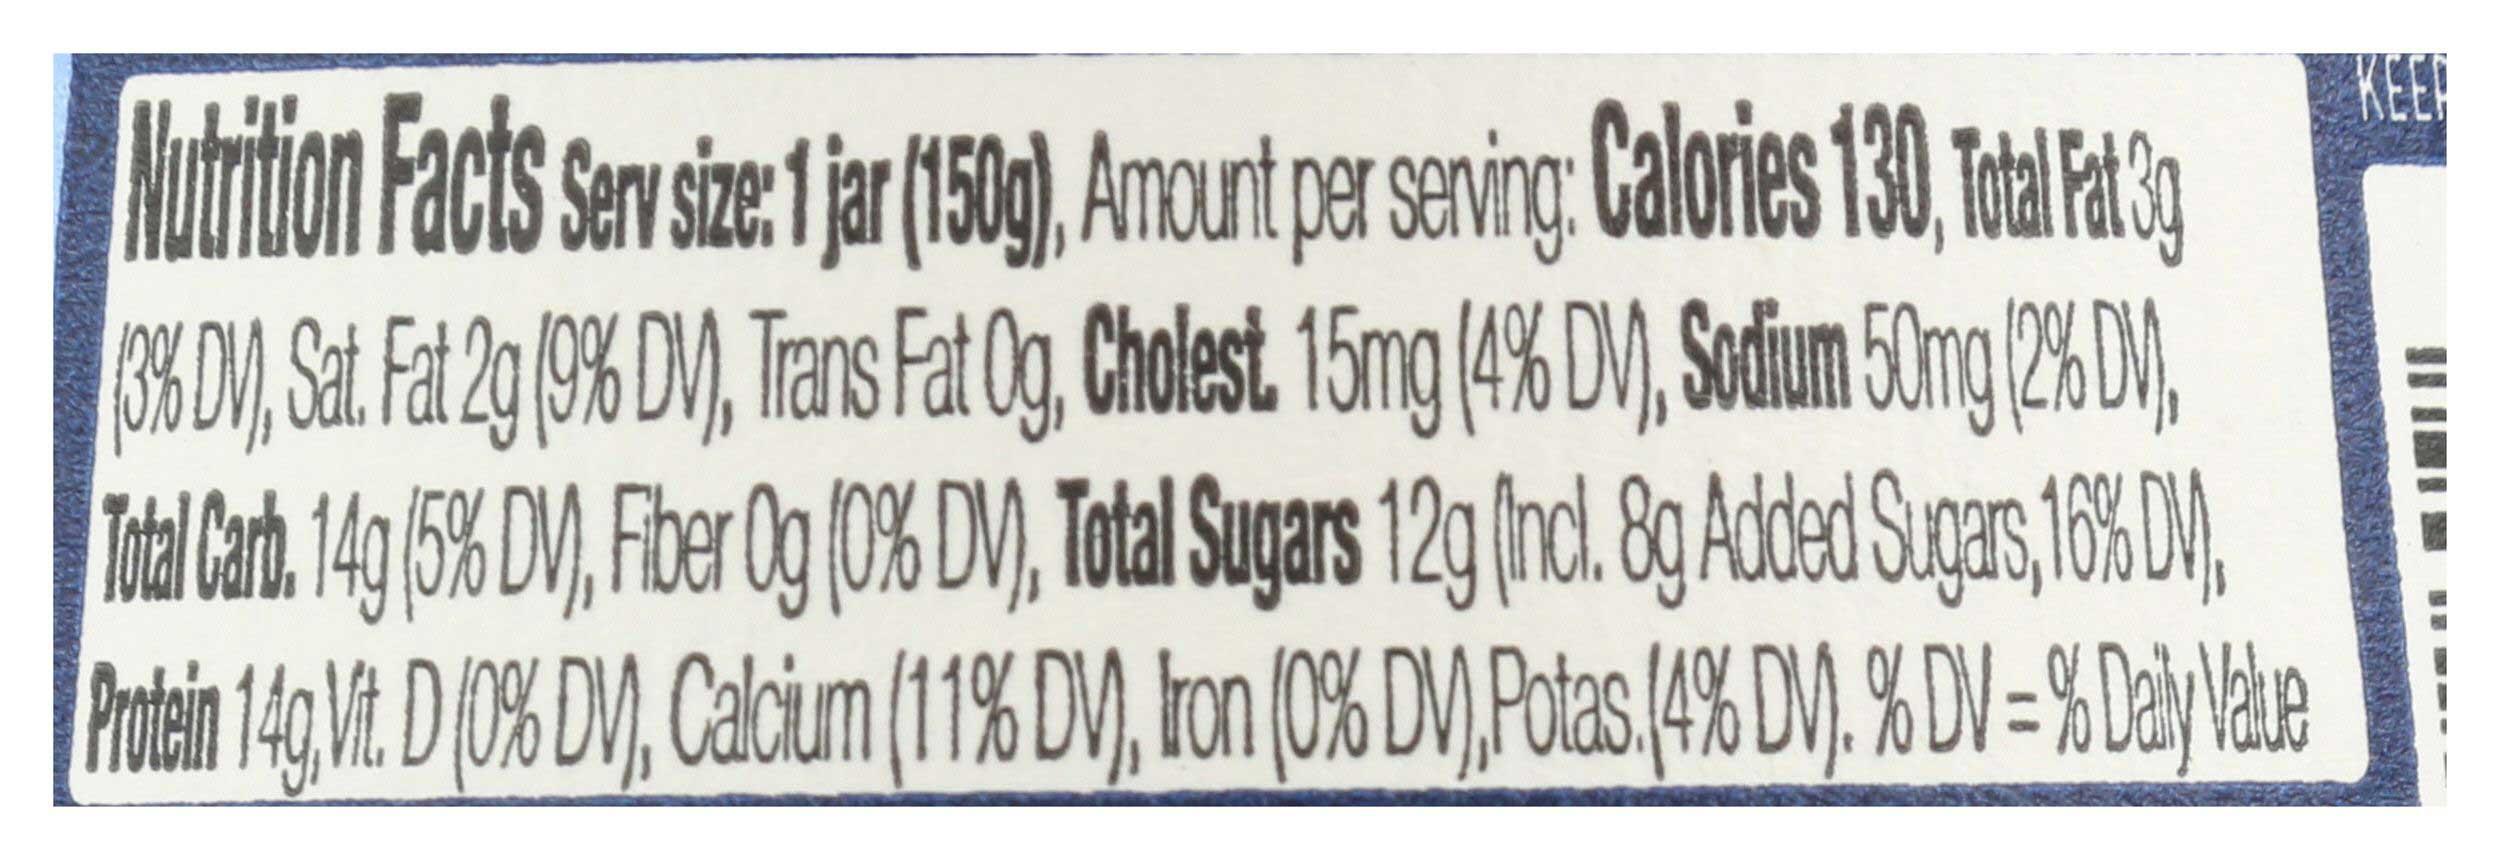 Nutrition Facts Serv size: 1 jar (150g), Amount per serving: Calories 130, Total Fat 3g
(3% DV), Sat. Fat 2g (9% DV), Trans Fat 0g, Cholest. 15mg (4% DV), Sodium 50mg (2% DV),
Total Carb. 14g (5% DV), Fiber 0g (0% DV), Total Sugars 12g (Incl. 8g Added Sugars,16% DV),
Protein 14g,Vit. D (0% DV), Calcium (11% DV), Iron (0% DV),Potas.(4% DV). % DV = % Daily Value
KEEP